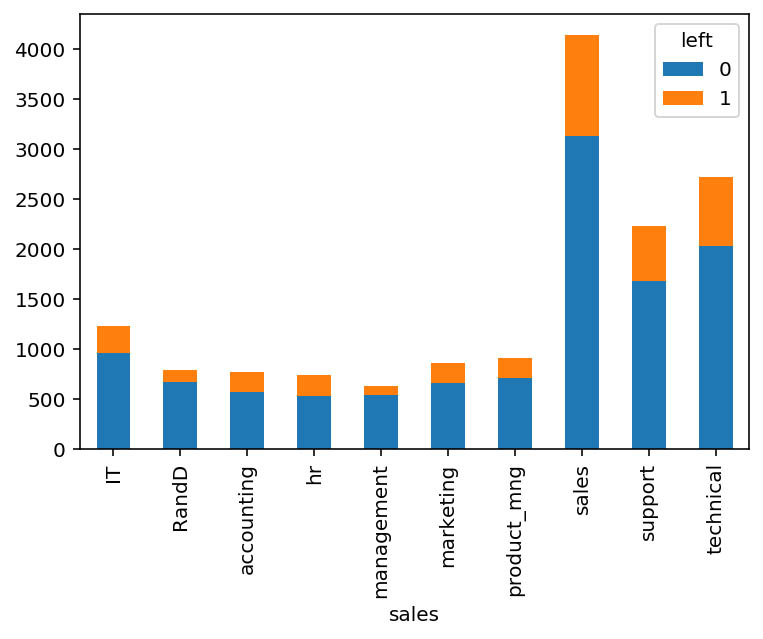 4000
3500
3000
2500
2000
1500
1000
500
0
left
0
1
IT
RandD
accounting
hr
management
marketing
product_mng
sales
support
technical
sales